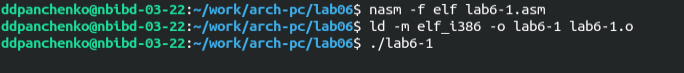 ddpanchenko@nbibd-03-22:~/work/arch-pc/lab06$ nasm -f elf lab6-1.asm
ddpanchenko@nbibd-03-22:~/work/arch-pc/lab06$ ld -m elf_i386 -o lab6-1 lab6-1.o
ddpanchenko@nbibd-03-22:~/work/arch-pc/lab06$ ./lab6-1